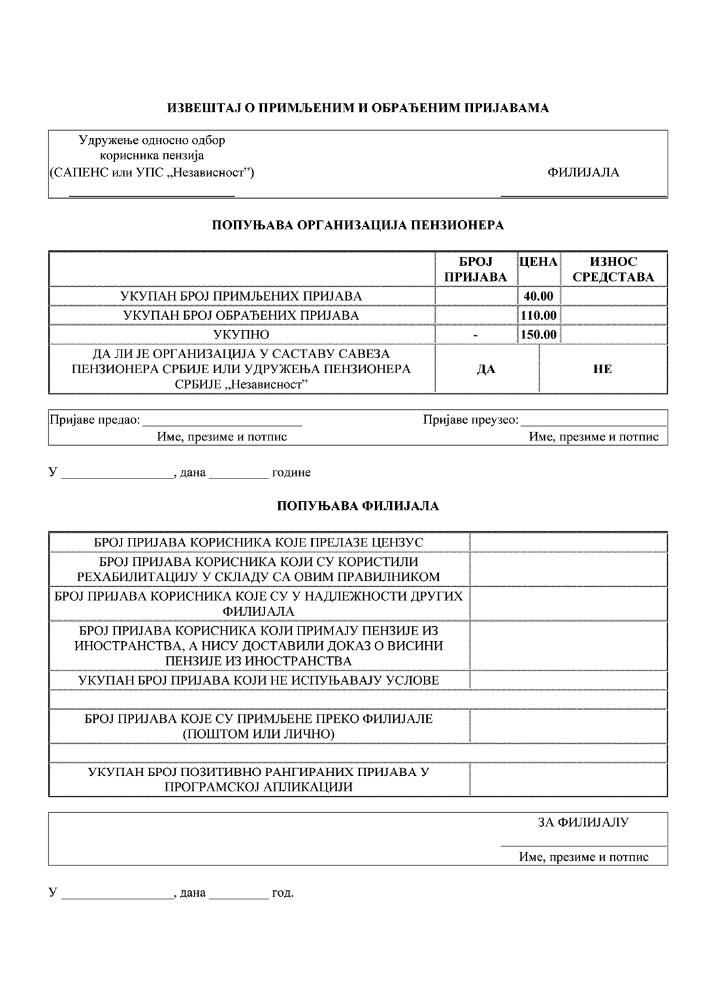 ИЗВЕШТАЈ О ПРИМЉЕНИМ И ОБРАЂЕНИМ ПРИЈАВАМА
Удружење односно одбор
корисника пензија
(САПЕНС или УПС „Независност”)
ФИЛИЈАЛА
ПОПУЊАВА ОРГАНИЗАЦИЈА ПЕНЗИОНЕРА
БРОЈ
ПРИЈАВА
ЦЕНА
ИЗНОС
СРЕДСТАВА
УКУПАН БРОЈ ПРИМЉЕНИХ ПРИЈАВА 40.00
УКУПАН БРОЈ ОБРАЂЕНИХ ПРИЈАВА 110.00
УКУПНО - 150.00
ДА ЛИ ЈЕ ОРГАНИЗАЦИЈА У САСТАВУ САВЕЗА
ПЕНЗИОНЕРА СРБИЈЕ ИЛИ УДРУЖЕЊА ПЕНЗИОНЕРА
СРБИЈЕ „Независност”
ДА НЕ
Пријаве предао: ______________________ Пријаве преузео: ____________________
Име, презиме и потпис Име, презиме и потпис
У _________________, дана _________ године
ПОПУЊАВА ФИЛИЈАЛА
БРОЈ ПРИЈАВА КОРИСНИКА КОЈЕ ПРЕЛАЗЕ ЦЕНЗУС
БРОЈ ПРИЈАВА КОРИСНИКА КОЈИ СУ КОРИСТИЛИ
РЕХАБИЛИТАЦИЈУ У СКЛАДУ СА ОВИМ ПРАВИЛНИКОМ
БРОЈ ПРИЈАВА КОРИСНИКА КОЈЕ СУ У НАДЛЕЖНОСТИ ДРУГИХ
ФИЛИЈАЛА
БРОЈ ПРИЈАВА КОРИСНИКА КОЈИ ПРИМАЈУ ПЕНЗИЈЕ ИЗ
ИНОСТРАНСТВА, А НИСУ ДОСТАВИЛИ ДОКАЗ О ВИСИНИ
ПЕНЗИЈЕ ИЗ ИНОСТРАНСТВА
УКУПАН БРОЈ ПРИЈАВА КОЈИ НЕ ИСПУЊАВАЈУ УСЛОВЕ
БРОЈ ПРИЈАВА КОЈЕ СУ ПРИМЉЕНЕ ПРЕКО ФИЛИЈАЛЕ
(ПОШТОМ ИЛИ ЛИЧНО)
УКУПАН БРОЈ ПОЗИТИВНО РАНГИРАНИХ ПРИЈАВА У
ПРОГРАМСКОЈ АПЛИКАЦИЈИ
ЗА ФИЛИЈАЛУ
Име, презиме и потпис
У _________________, дана _________ год.